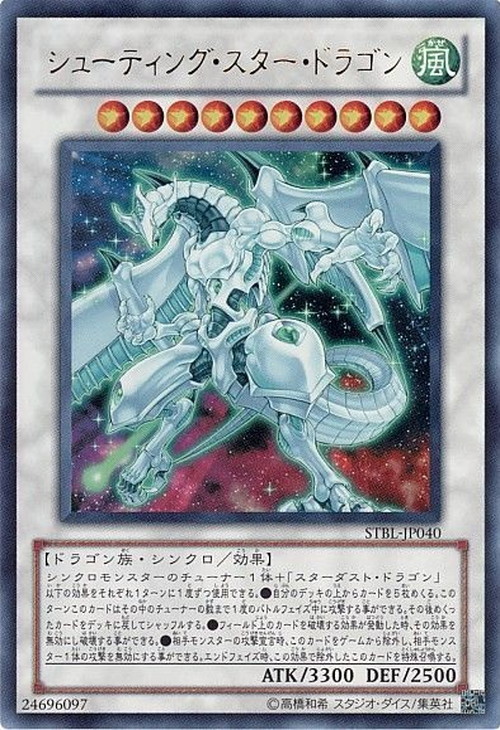 シューティング・スター・ドラゴン
風
STBL-JP040
【ドラゴン族・シンクロ/効果】
シンクロモンスターのチューナー1体+「スターダスト・ドラゴン」
以下の効果をそれぞれ1ターンに1度ずつ使用できる。●自分のデッキの上からカードを5枚めくる。この
ターンこのカードはその中のチューナーの数まで1度のバトルフェイズ中に攻撃する事ができる。その後めくっ
たカードをデッキに戻してシャッフルする。●フィールド上のカードを破壊する効果が発動した時、その効果を
無効にし破壊する事ができる。●相手モンスターの攻撃宣言時、このカードをゲームから除外し、相手モンス
ター1体の攻撃を無効にする事ができる。エンドフェイズ時、この効果で除外したこのカードを特殊召喚する。
ATK/3300 DEF/2500
24696097 ©高橋和希 スタジオ・ダイス/集英社